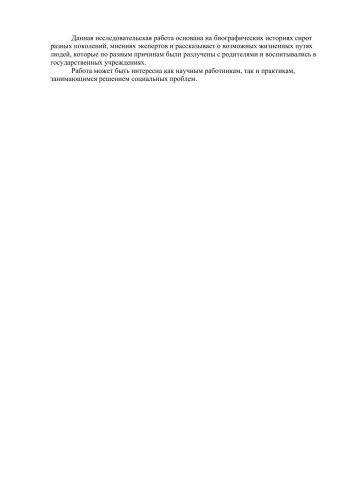 Данная исследовательская работа основана на биографических историях сирот
разных поколений, мнениях экспертов и рассказывает о возможных жизненных путях
людей, которые по разным причинам были разлучены с родителями и воспитывались в
государственных учреждениях.
Работа может быть интересна как научным работникам, так и практикам,
занимающимся решением социальных проблем.